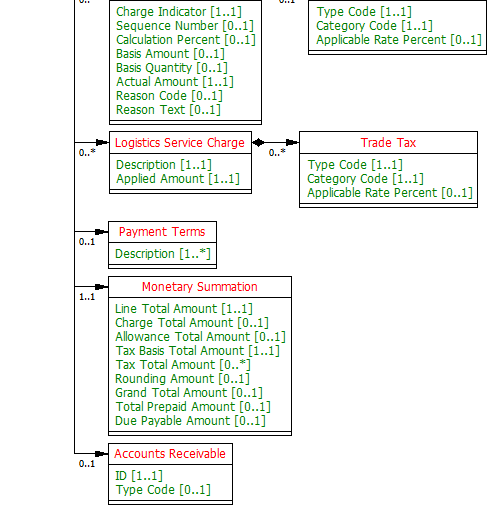 0..
0..1
Charge Indicator [1..1]
Sequence Number [0..1]
Calculation Percent [0..1]
Basis Amount [0..1]
Basis Quantity [0..1]
Actual Amount [1..1]
Reason Code [0..1]
Reason Text [0..1]
Type Code [1..1]
Category Code [1..1]
Applicable Rate Percent [0..1]
0..*
Logistics Service Charge
Description [1..1]
Applied Amount [1..1]
0..*
Trade Tax
Type Code [1..1]
Category Code [1..1]
Applicable Rate Percent [0..1]
0..1
Payment Terms
Description [1..*]
1..1
Monetary Summation
Line Total Amount [1..1]
Charge Total Amount [0..1]
Allowance Total Amount [0..1]
Tax Basis Total Amount [1..1]
Tax Total Amount [0..*]
Rounding Amount [0..1]
Grand Total Amount [0..1]
Total Prepaid Amount [0..1]
Due Payable Amount [0..1]
0..1
Accounts Receivable
ID [1..1]
Type Code [0..1]